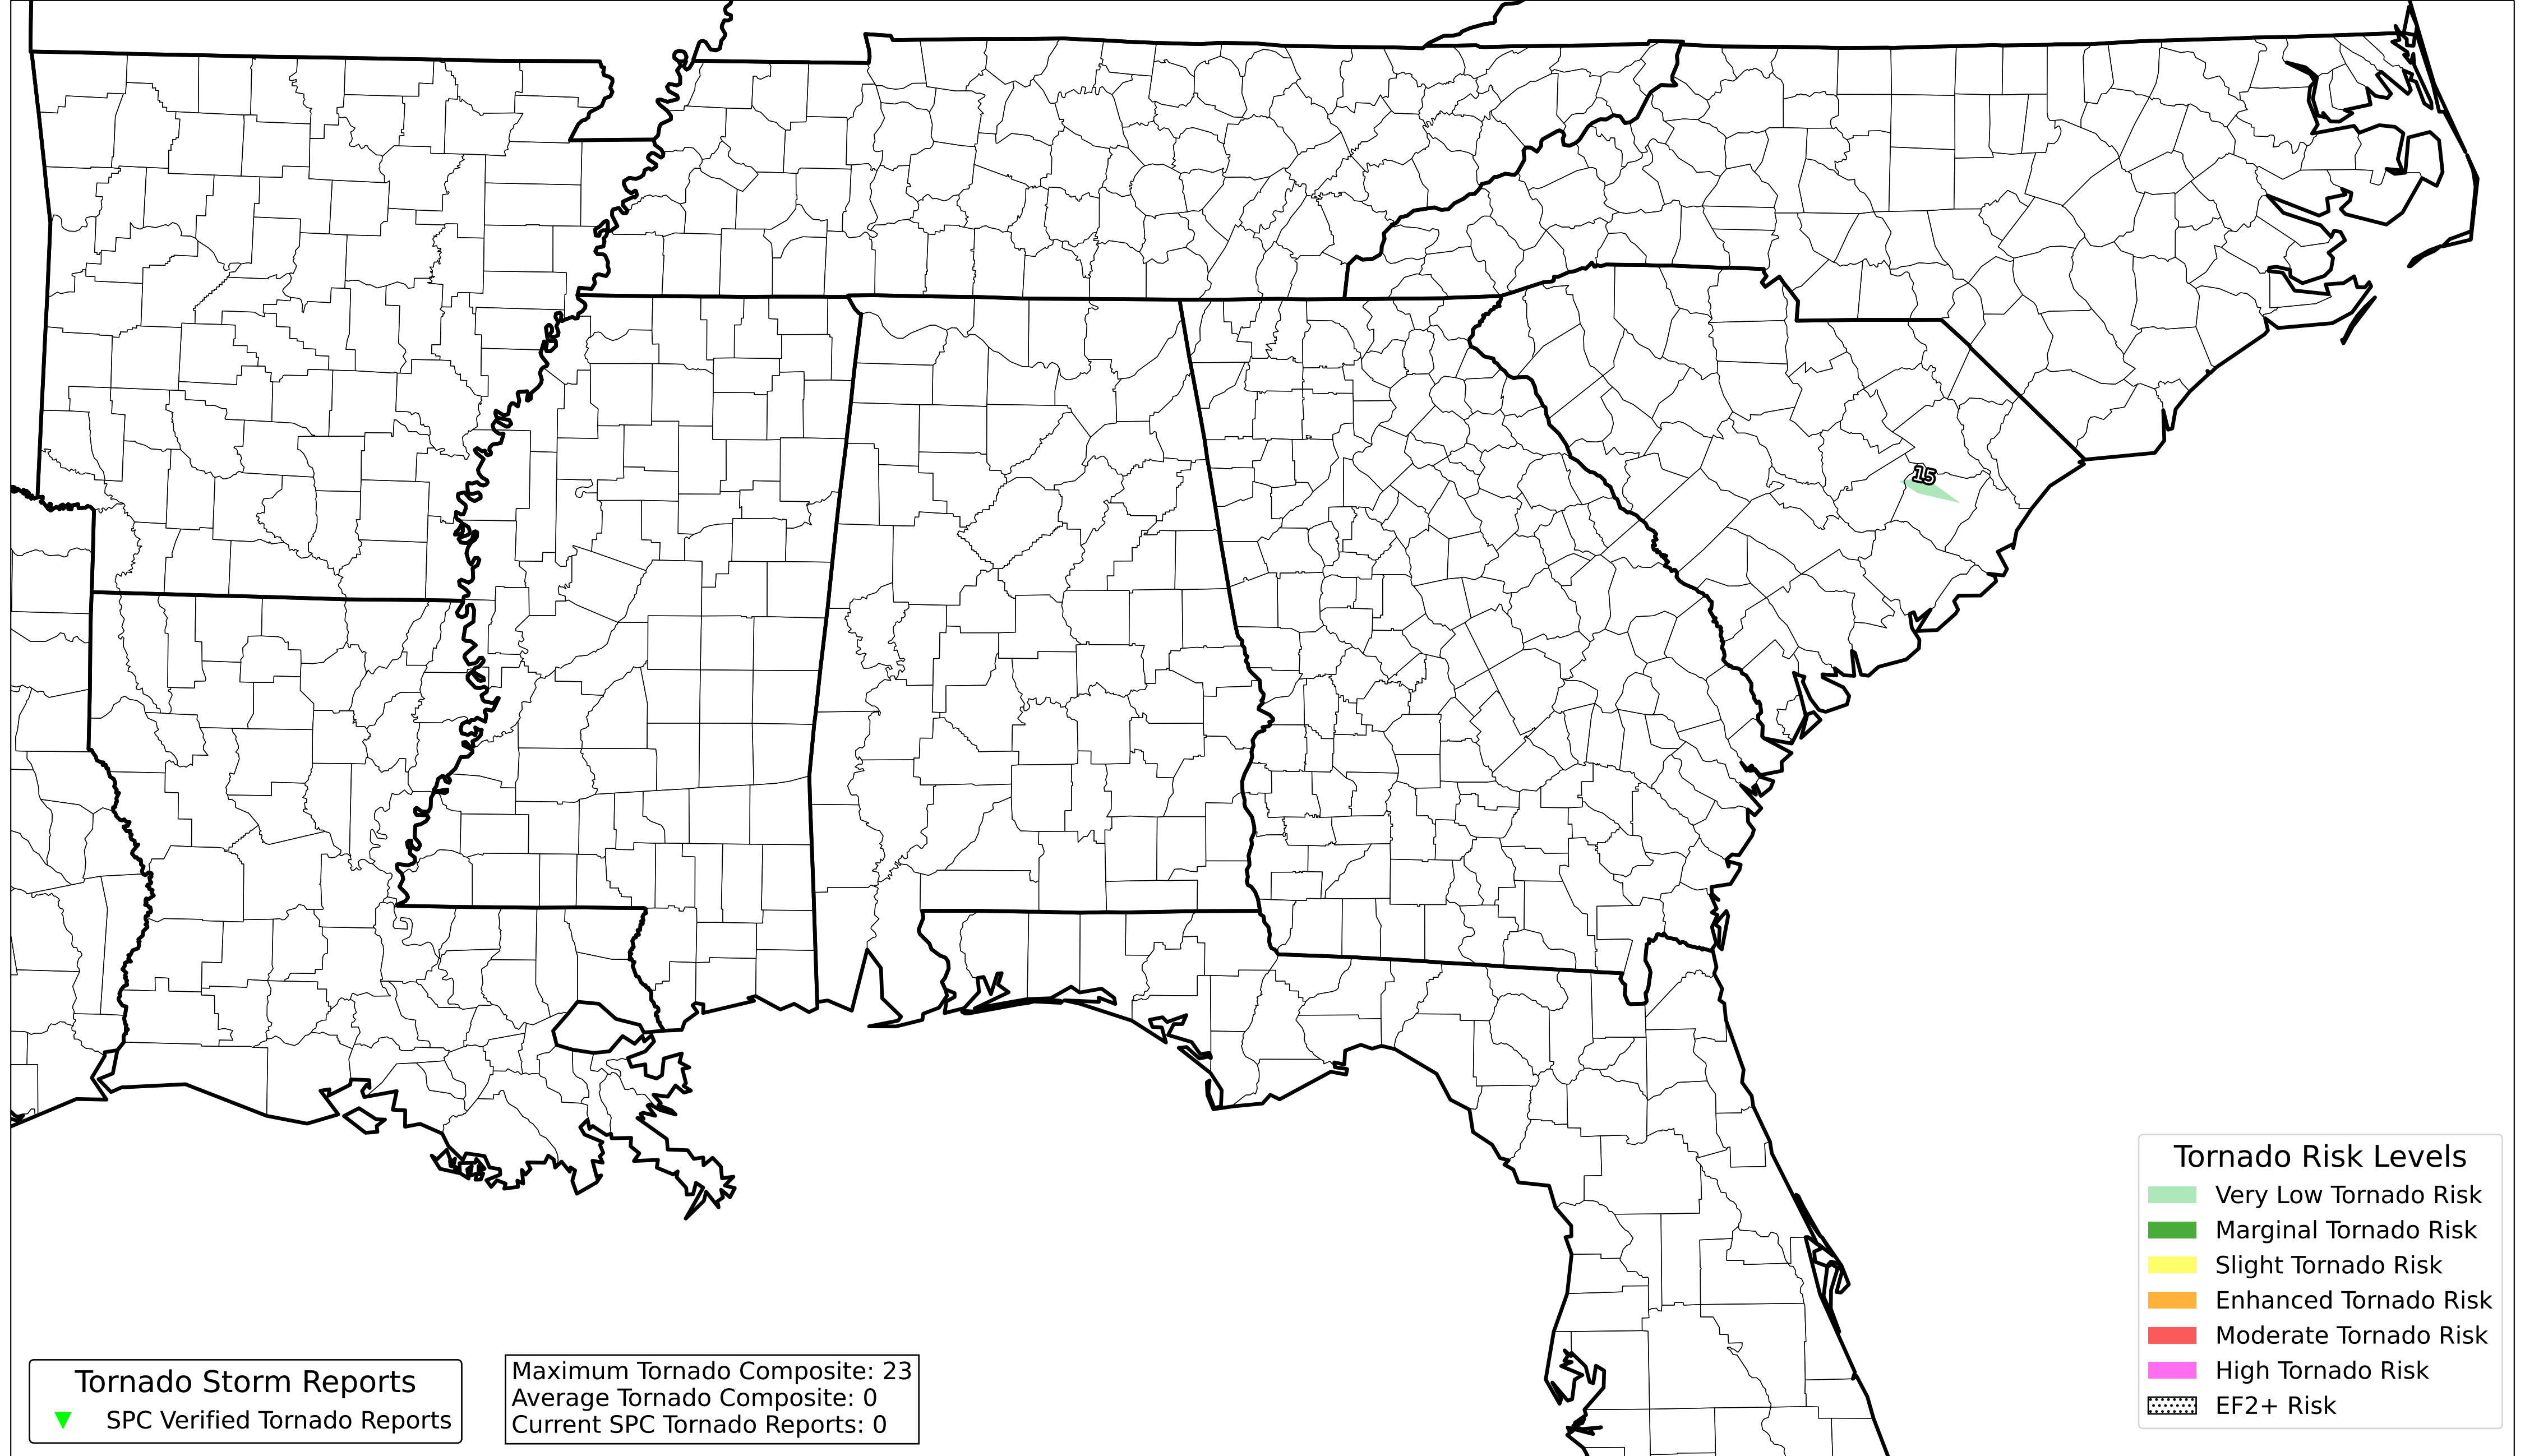 15
Tornado Risk Levels
Very Low Tornado Risk
Marginal Tornado Risk
Slight Tornado Risk
Enhanced Tornado Risk
Moderate Tornado Risk
High Tornado Risk
EF2+ Risk
Tornado Storm Reports
SPC Verified Tornado Reports
Maximum Tornado Composite: 23
Average Tornado Composite: 0
Current SPC Tornado Reports: 0